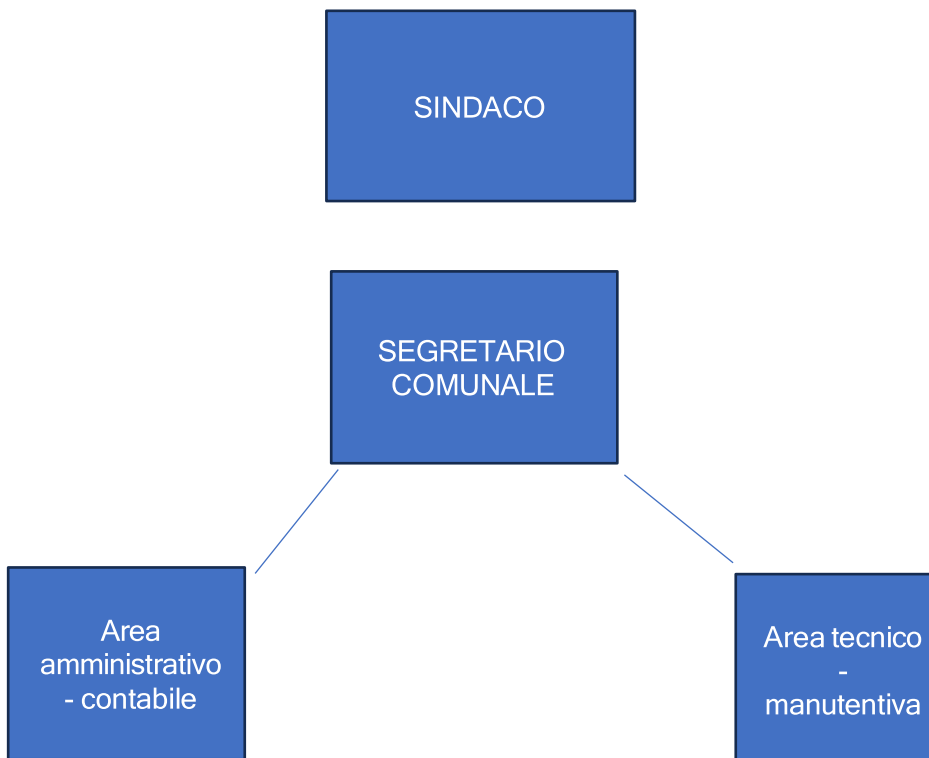 SINDACO
SEGRETARIO
COMUNALE
Area
amministrativo
- contabile
Area tecnico
-
manutentiva